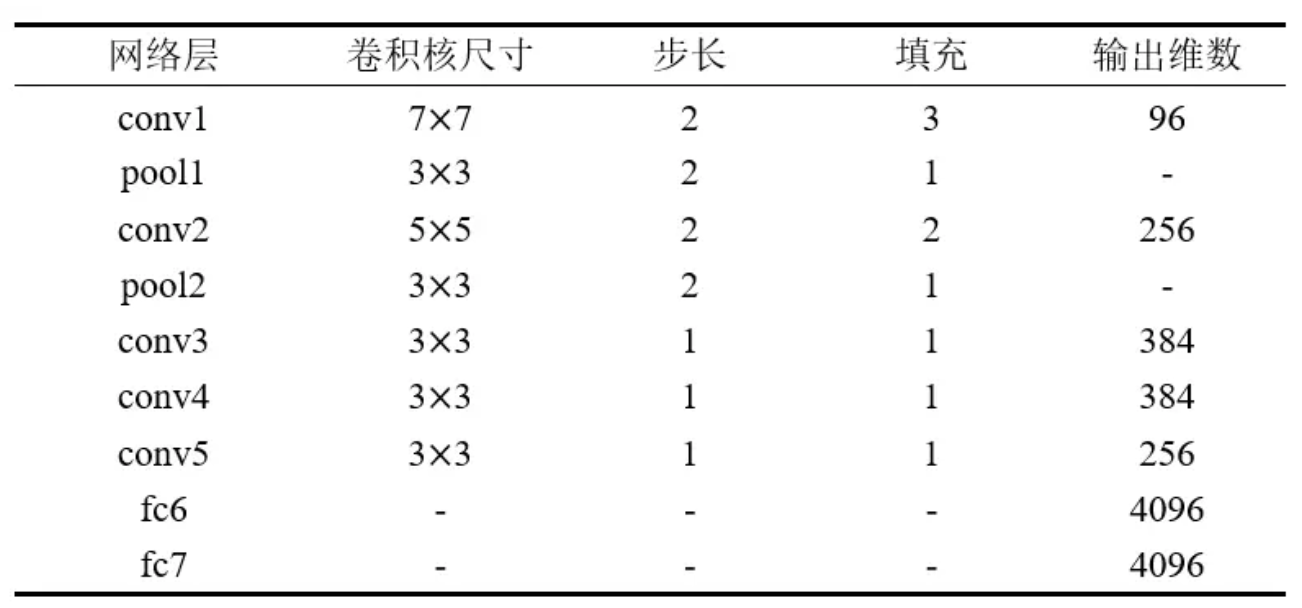 网络层 卷积核尺寸 步长 填充 输出维数
conv1 7×7 2 3 96
pool1 3×3 2 1 -
conv2 5×5 2 2 256
pool2 3×3 2 1 -
conv3 3×3 1 1 384
conv4 3×3 1 1 384
conv5 3×3 1 1 256
fc6 - - - 4096
fc7 - - - 4096